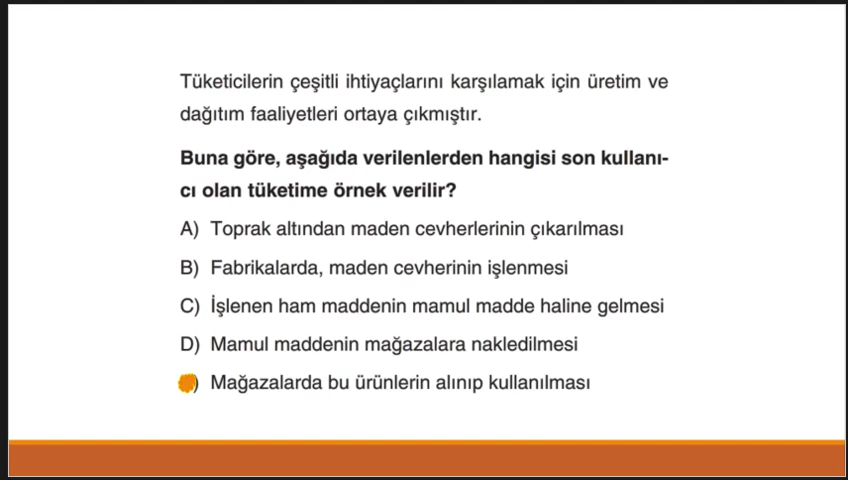 Tüketicilerin çeşitli ihtiyaçlarını karşılamak için üretim ve
dağıtım faaliyetleri ortaya çıkmıştır.
Buna göre, aşağıda verilenlerden hangisi son kullanı-
cı olan tüketime örnek verilir?
A) Toprak altından maden cevherlerinin çıkarılması
B) Fabrikalarda, maden cevherinin işlenmesi
C) İşlenen ham maddenin mamul madde haline gelmesi
D) Mamul maddenin mağazalara nakledilmesi
) Mağazalarda bu ürünlerin alınıp kullanılması